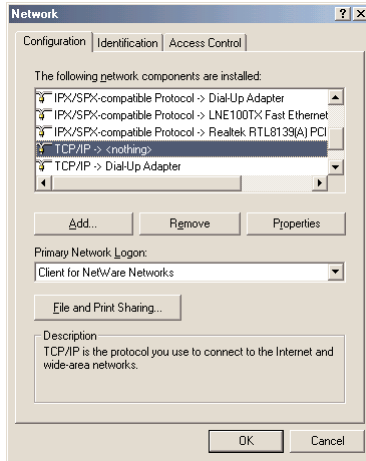 Network
Configuration Identification Access Control
The following network components are installed:
IPX/SPX-compatible Protocol -> Dial-Up Adapter
IPX/SPX-compatible Protocol -> LNE100TX Fast Ethernet
IPX/SPX-compatible Protocol -> Realtek RTL8139(A) PCI
TCP/IP -> <nothing>
TCP/IP -> Dial-Up Adapter
Add... Remove Properties
Primary Network Logon:
Client for NetWare Networks
File and Print Sharing...
Description
TCP/IP is the protocol you use to connect to the Internet and
wide-area networks.
OK Cancel